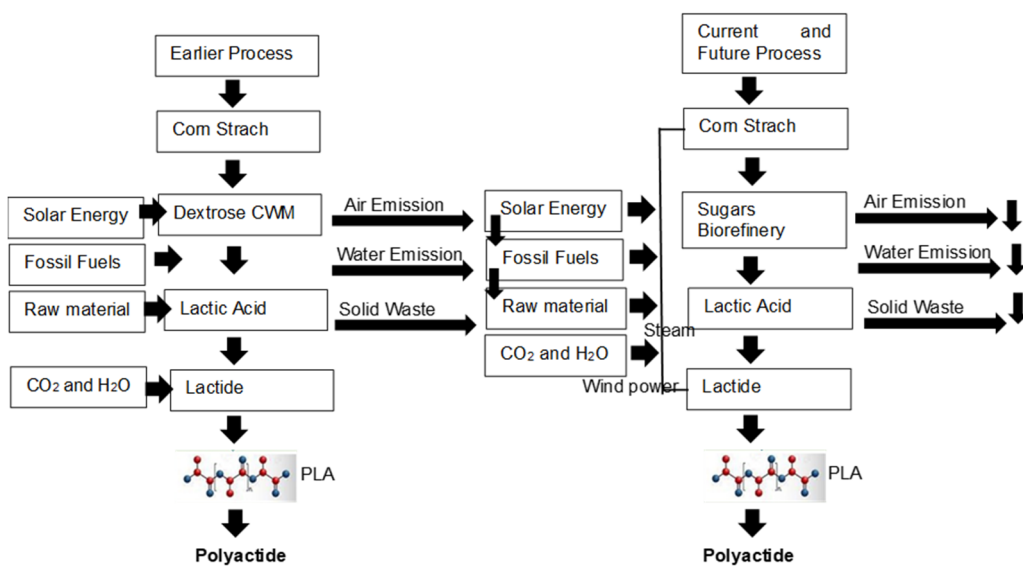 Earlier Process
Corn Strach
Solar Energy
Dextrose CWM
Air Emission
Fossil Fuels
Water Emission
Raw material
Lactic Acid
Solid Waste
CO₂ and H₂O
Lactide
PLA
Polyactide
Current and
Future Process
Corn Strach
Solar Energy
Sugars
Biorefinery
Air Emission
Fossil Fuels
Water Emission
Raw material
Lactic Acid
Solid Waste
Steam
CO₂ and H₂O
Wind power
Lactide
PLA
Polyactide